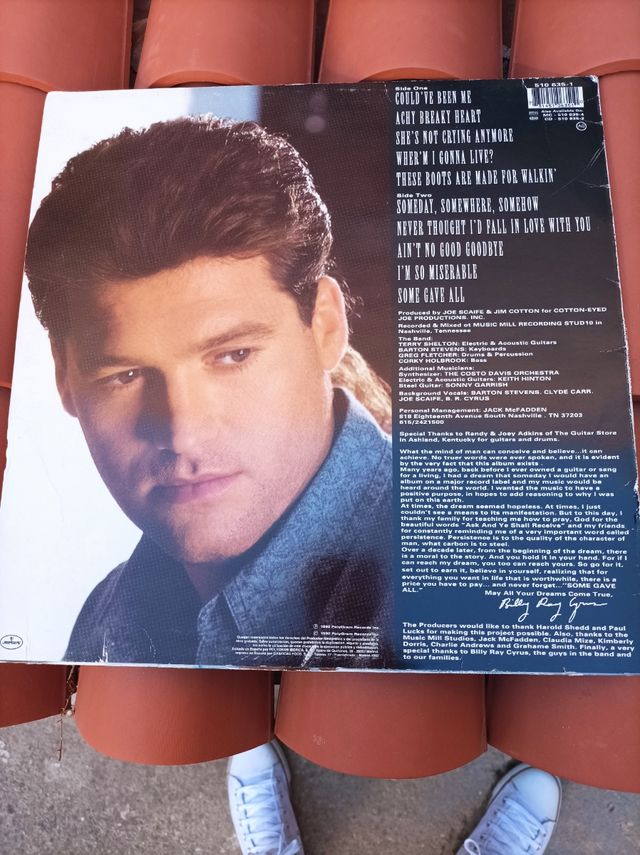 Side One
COULD'VE BEEN ME
ACHY BREAKY HEART
SHE'S NOT CRYING ANYMORE
WHER'M I GONNA LIVE?
THESE BOOTS ARE MADE FOR WALKIN'
Side Two
SOMEDAY, SOMEWHERE, SOMEHOW
NEVER THOUGHT I'D FALL IN LOVE WITH YOU
AIN'T NO GOOD GOODBYE
I'M SO MISERABLE
SOME GAVE ALL
510 635-1
Also Available On:
MC - 510 635-4
CD - 510 635-2
Produced by JOE SCAIFE & JIM COTTON for COTTON-EYED
JOE PRODUCTIONS. INC.
Recorded & Mixed at MUSIC MILL RECORDING STUDIO in
Nashville, Tennessee
The Band:
TERRY SHELTON: Electric & Acoustic Guitars
BARTON STEVENS: Keyboards
GREG FLETCHER: Drums & Percussion
CORKY HOLBROOK: Bass
Additional Musicians:
Synthesizer: THE COSTO DAVIS ORCHESTRA
Electric & Acoustic Guitars: KEITH HINTON
Steel Guitar: SONNY GARRISH
Background Vocals: BARTON STEVENS. CLYDE CARR.
JOE SCAIFE, B. R. CYRUS
Personal Management: JACK McFADDEN
818 Eighteenth Avenue South Nashville . TN 37203
615/2421500
Special Thanks to Randy & Joey Adkins of The Guitar Store
in Ashland, Kentucky for guitars and drums.
What the mind of man can conceive and believe...it can
achieve. No truer words were ever spoken, and it is evident
by the very fact that this album exists .
Many years ago, back before I ever owned a guitar or sang
for a living, I had a dream that someday I would have an
album on a major record label and my music would be
heard around the world. I wanted the music to have a
positive purpose, in hopes to add reasoning to why I was
put on this earth.
At times, the dream seemed hopeless. At times, I just
couldn't see a means to its manifestation. But to this day, I
thank my family for teaching me how to pray, God for the
beautiful words "Ask And Ye Shall Receive" and my friends
for constantly reminding me of a very important word called
persistence. Persistence is to the quality of the character of
man, what carbon is to steel.
Over a decade later, from the beginning of the dream, there
is a moral to the story. And you hold it in your hand. For if I
can reach my dream, you too can reach yours. So go for it,
set out to earn it, believe in yourself, realizing that for
everything you want in life that is worthwhile, there is a
price you have to pay... and ever forget..."SOME GAVE
ALL."
May All Your Dreams Come True,
Billy Ray Cyrus
The Producers would like to thank Harold Shedd and Paul
Lucks for making this project possible. Also, thanks to the
Music Mill Studios, Jack McFadden, Claudia Mize, Kimberly
Dorris, Charlie Andrews and Grahame Smith. Finally, a very
special thanks to Billy Ray Cyrus, the guys in the band and
to our families.
℗ 1992 PolyGram Records Inc.
© 1992 PolyGram Records Inc.
mercury